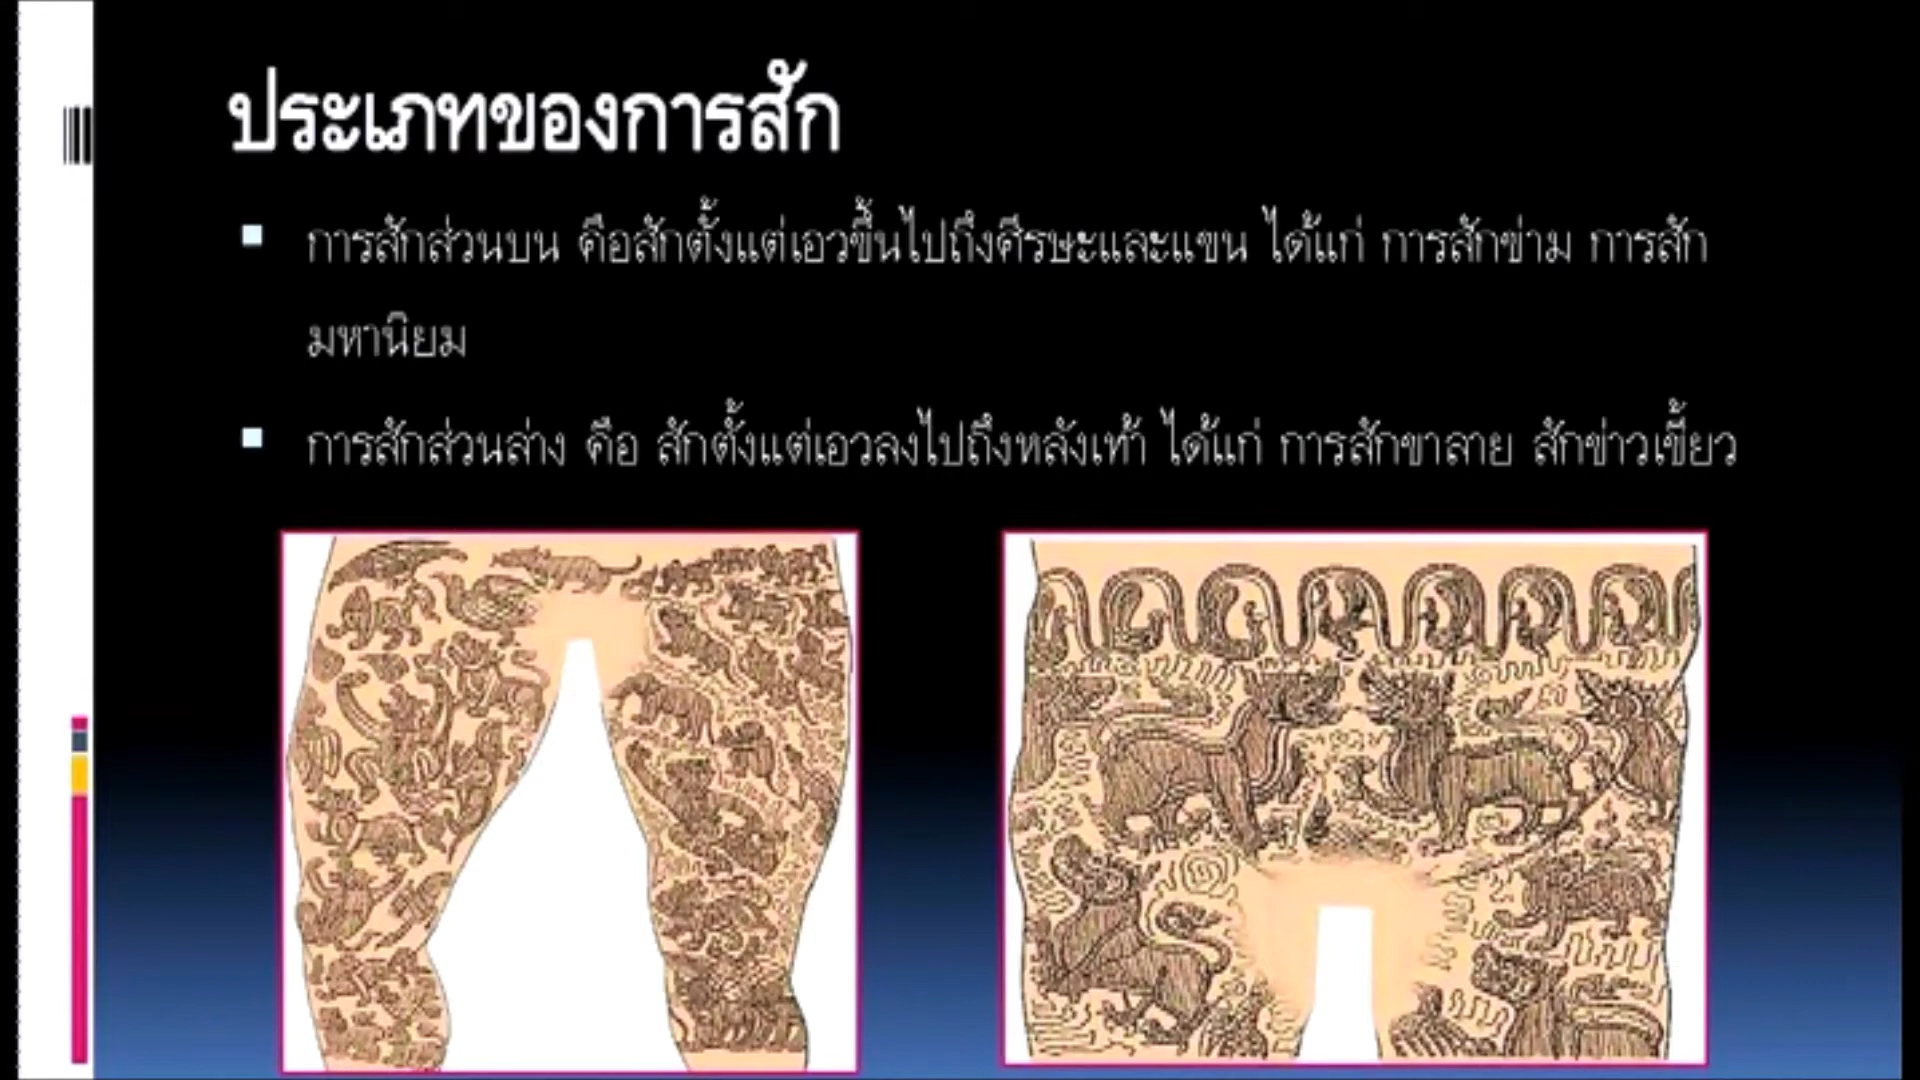 ประเภทของการสัก
การสักส่วนบน คือสักตั้งแต่เอวขึ้นไปถึงศีรษะและแขน ได้แก่ การสักข่าม การสัก
มหานิยม
การสักส่วนล่าง คือ สักตั้งแต่เอวลงไปถึงหลังเท้า ได้แก่ การสักขาลาย สักข่าวเขี้ยว